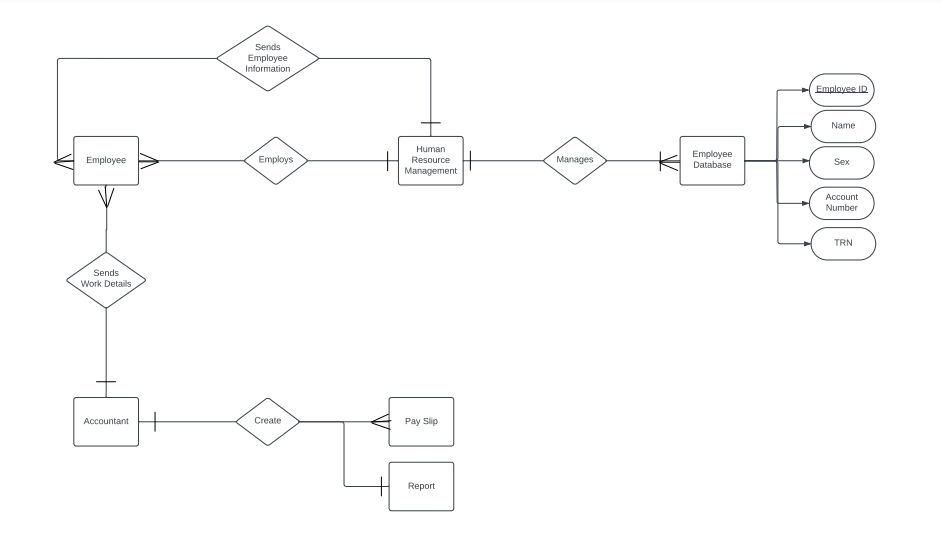 Sends
Employee
Information
Employee ID
Name
Employee
Employs
Human
Resource
Management
Manages
Employee
Database
Sex
Account
Number
TRN
Sends
Work Details
Accountant
Create
Pay Slip
Report